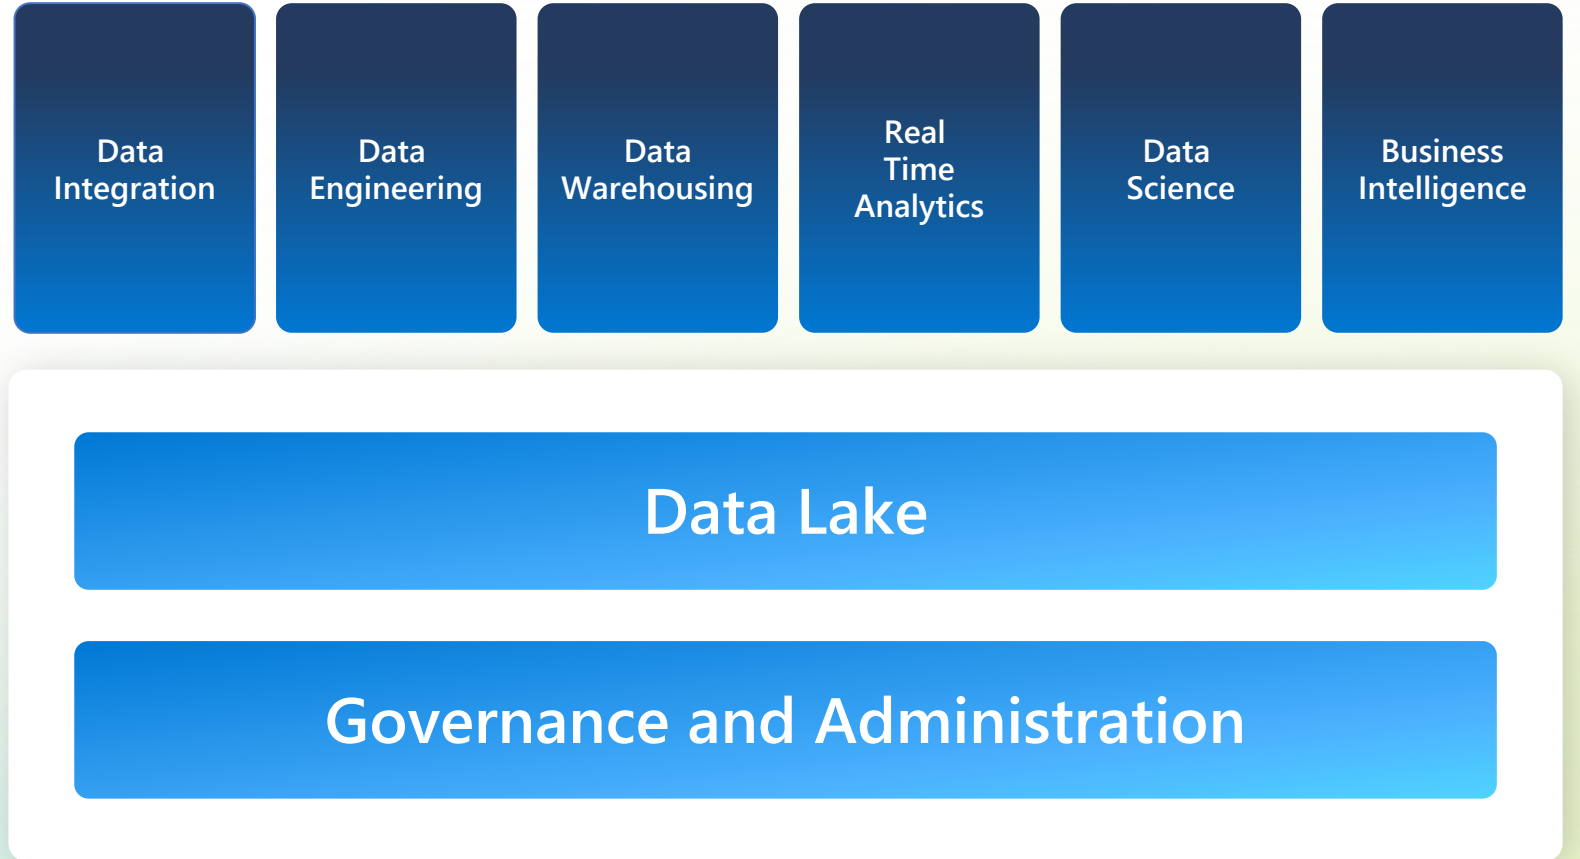 Data
Integration
Data
Engineering
Data
Warehousing
Real
Time
Analytics
Data
Science
Business
Intelligence
Data Lake
Governance and Administration